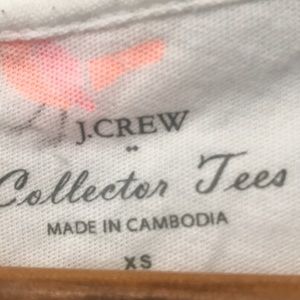 J.CREW
Collector Tees
MADE IN CAMBODIA
XS